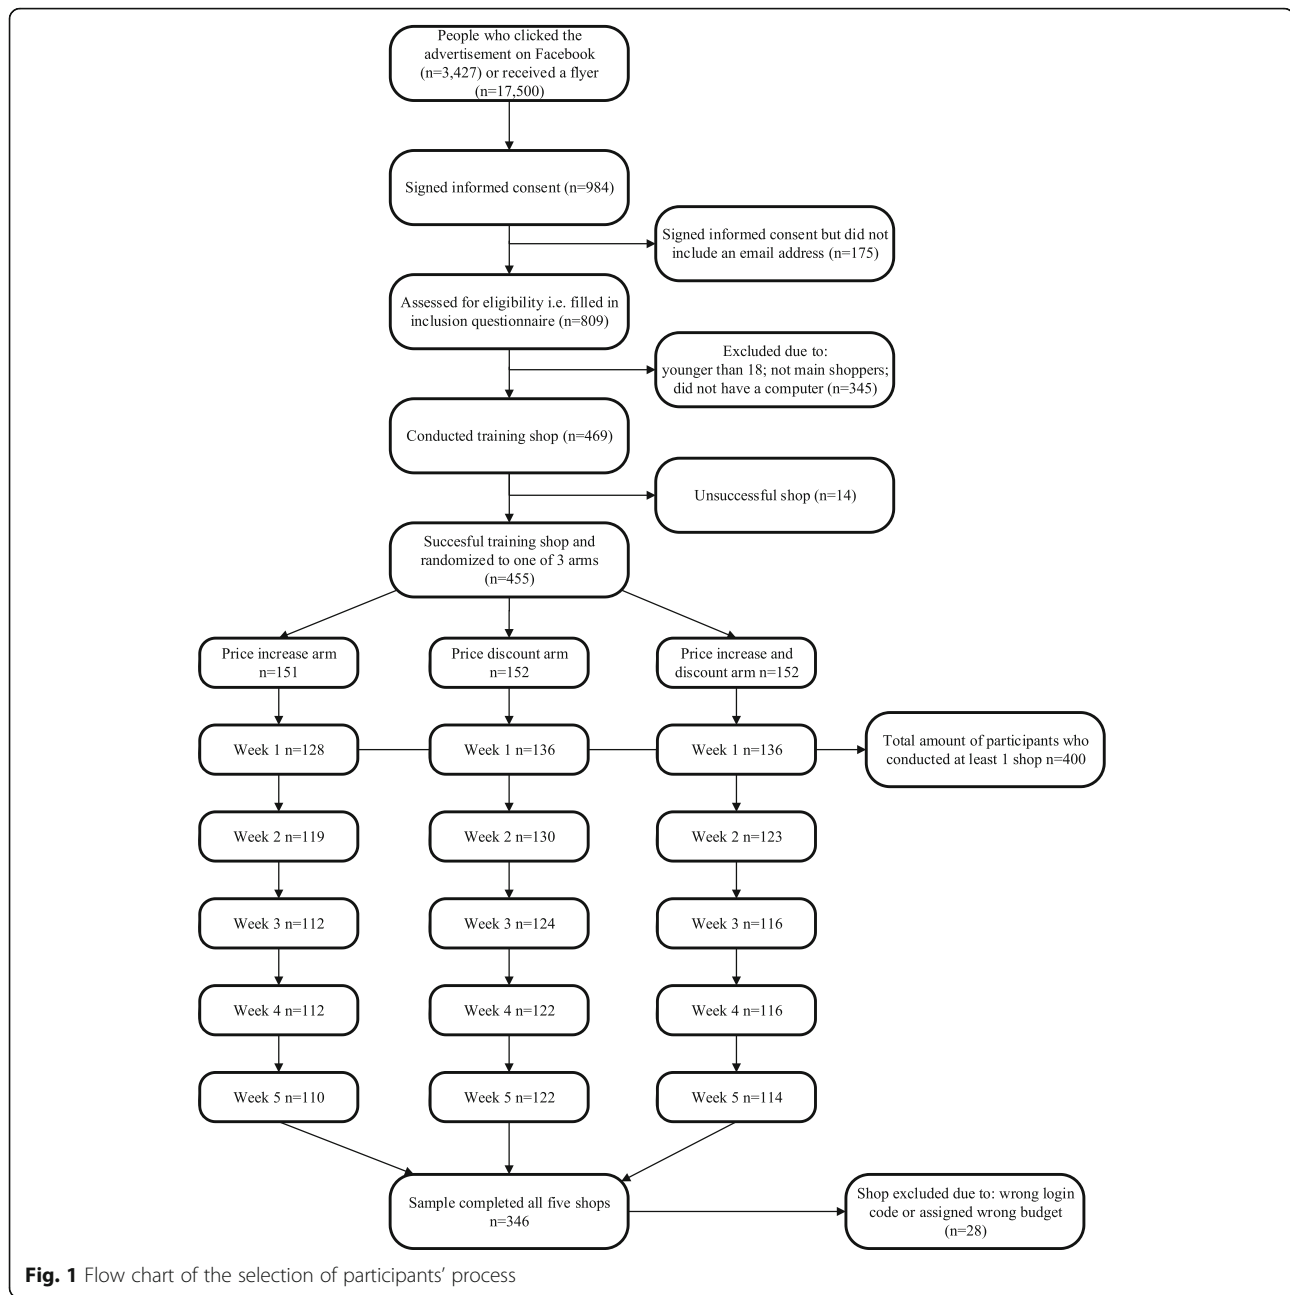 People who clicked the
advertisement on Facebook
(n=3,427) or received a flyer
(n=17,500)
Signed informed consent (n=984)
Signed informed consent but did not
include an email address (n=175)
Assessed for eligibility i.e. filled in
inclusion questionnaire (n=809)
Excluded due to:
younger than 18; not main shoppers;
did not have a computer (n=345)
Conducted training shop (n=469)
Unsuccessful shop (n=14)
Succesful training shop and
randomized to one of 3 arms
(n=455)
Price increase arm
n=151
Price discount arm
n=152
Price increase and
discount arm n=152
Week 1 n=128
Week 1 n=136
Week 1 n=136
Total amount of participants who
conducted at least 1 shop n=400
Week 2 n=119
Week 2 n=130
Week 2 n=123
Week 3 n=112
Week 3 n=124
Week 3 n=116
Week 4 n=112
Week 4 n=122
Week 4 n=116
Week 5 n=110
Week 5 n=122
Week 5 n=114
Sample completed all five shops
n=346
Shop excluded due to: wrong login
code or assigned wrong budget
(n=28)
Fig. 1 Flow chart of the selection of participants’ process